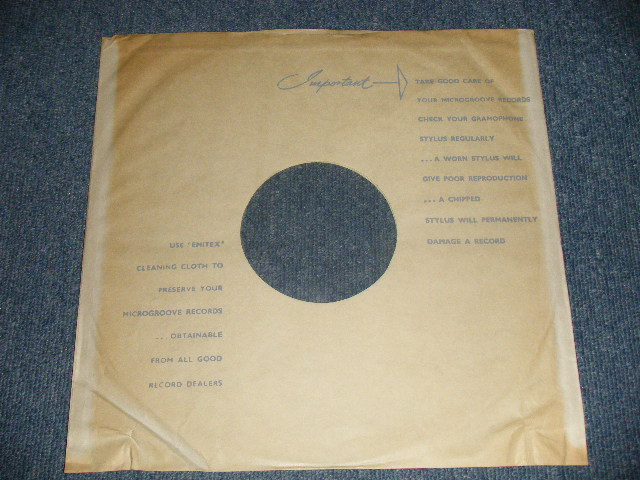 Important
TAKE GOOD CARE OF
YOUR MICROGROOVE RECORDS
CHECK YOUR GRAMOPHONE
STYLUS REGULARLY
...A WORN STYLUS WILL
GIVE POOR REPRODUCTION
...A CHIPPED
STYLUS WILL PERMANENTLY
DAMAGE A RECORD
USE 'EMITEX'
CLEANING CLOTH TO
PRESERVE YOUR
MICROGROOVE RECORDS
...OBTAINABLE
FROM ALL GOOD
RECORD DEALERS